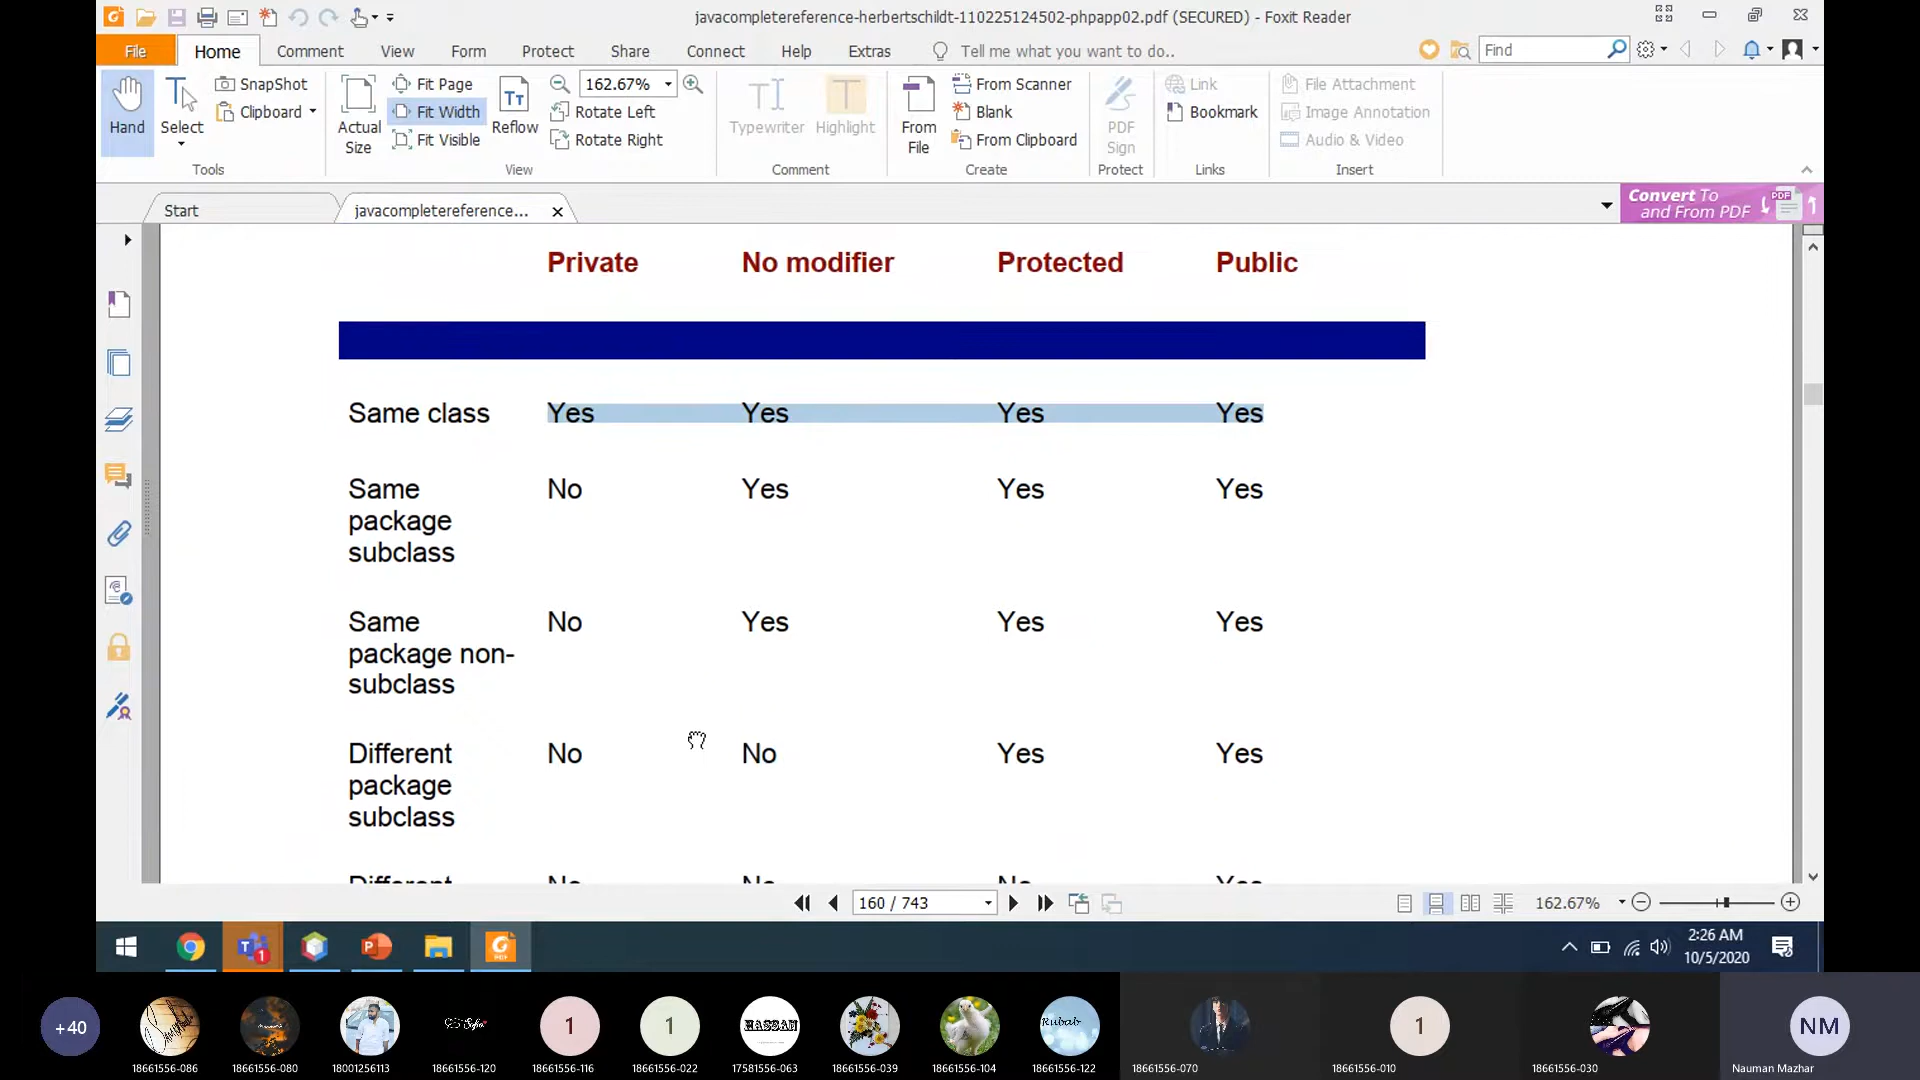 javacompletereference-herbertschildt-110225124502-phpapp02.pdf (SECURED) - Foxit Reader
File Home Comment View Form Protect Share Connect Help Extras Tell me what you want to do.. Find
Hand Select SnapShot Clipboard Actual Size Fit Page Fit Width Fit Visible Reflow 162.67% Rotate Left Rotate Right Typewriter Highlight From File From Scanner Blank From Clipboard PDF Sign Link Bookmark File Attachment Image Annotation Audio & Video
Tools View Comment Create Protect Links Insert
Start javacompletereference... Convert To and From PDF PDF
Private No modifier Protected Public
Same class Yes Yes Yes Yes
Same No Yes Yes Yes
package
subclass
Same No Yes Yes Yes
package non-
subclass
Different No No Yes Yes
package
subclass
Different No No No Yes
160 / 743 162.67%
2:26 AM
10/5/2020
+40 Sofia 1 1 HASSAN Rubab 1 NM
18661556-086 18661556-080 18001256113 18661556-120 18661556-116 18661556-022 17581556-063 18661556-039 18661556-104 18661556-122 18661556-070 18661556-010 18661556-030 Nauman Mazhar